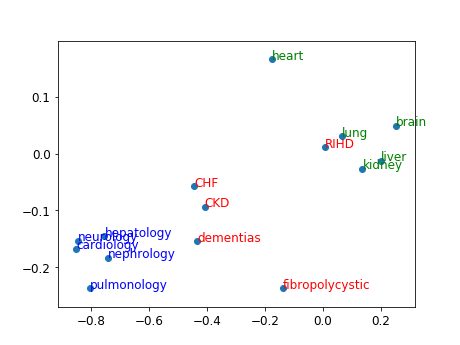 heart
0.1
brain
lung
RIHD
0.0
liver
kidney
CHF
CKD
−0.1
hepatology
neurology
dementias
cardiology
nephrology
−0.2
pulmonology
fibropolycystic
−0.8 −0.6 −0.4 −0.2 0.0 0.2